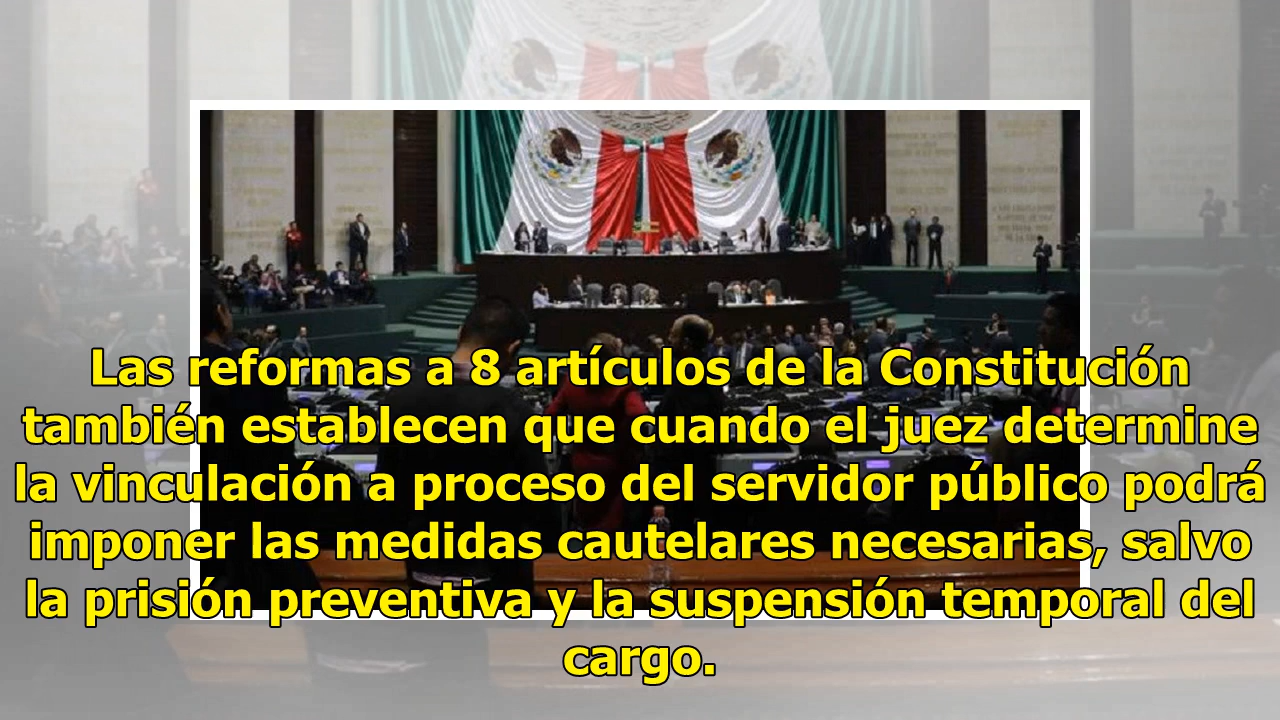 Las reformas a 8 artículos de la Constitución
también establecen que cuando el juez determine
la vinculación a proceso del servidor público podrá
imponer las medidas cautelares necesarias, salvo
la prisión preventiva y la suspensión temporal del
cargo.